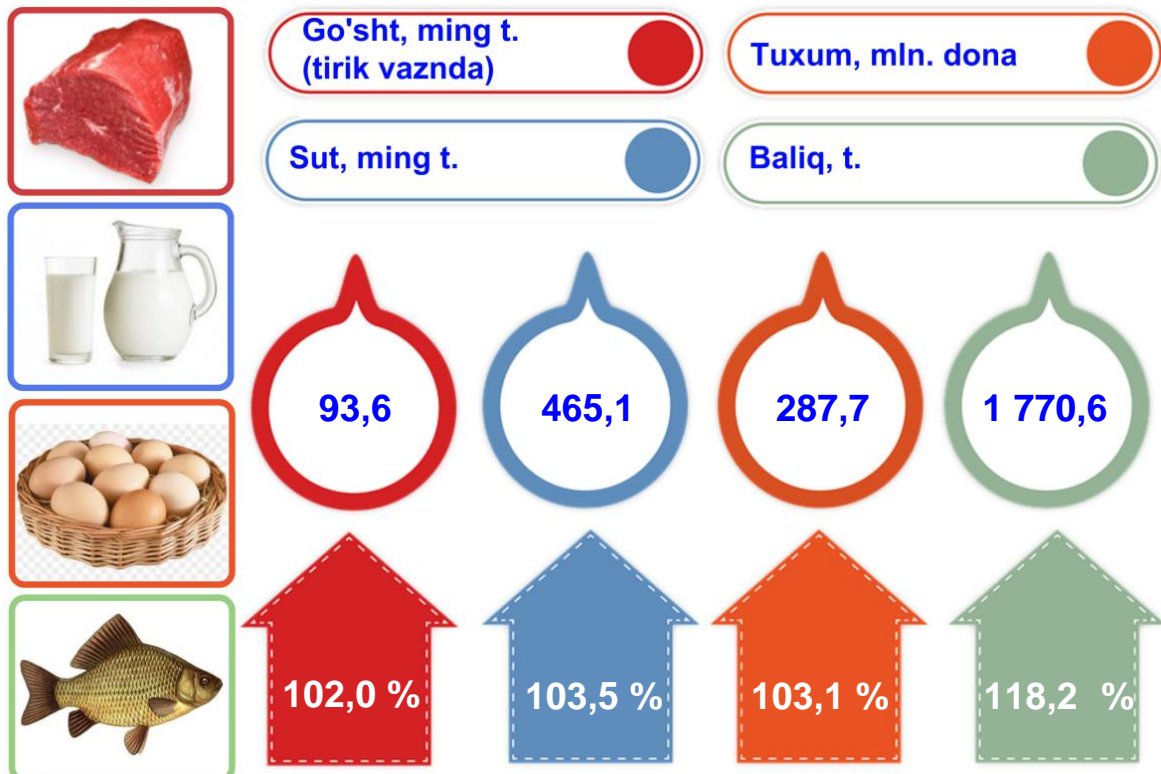 Go'sht, ming t.
(tirik vaznda)
Tuxum, mln. dona
Sut, ming t.
Baliq, t.
93,6
465,1
287,7
1 770,6
102,0 %
103,5 %
103,1 %
118,2 %